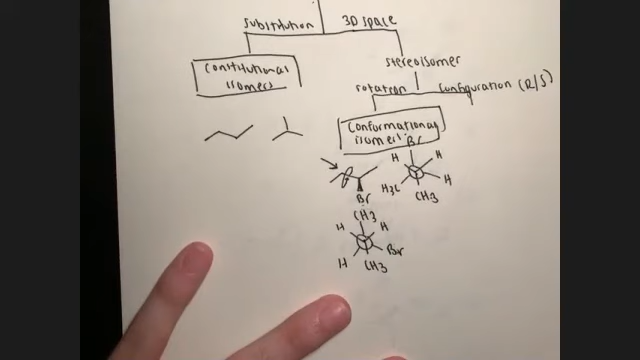 substitution
3D space
constitutional
isomers
stereoisomer
rotation
configuration (R/S)
conformational
isomers
Br
H
H
H
H3C
CH3
Br
CH3
H
H
Br
H
CH3